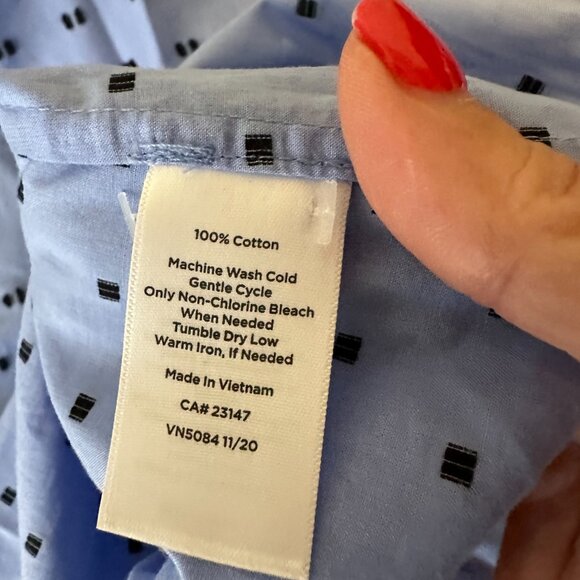 100% Cotton
Machine Wash Cold
Gentle Cycle
Only Non-Chlorine Bleach
When Needed
Tumble Dry Low
Warm Iron, If Needed
Made In Vietnam
CA# 23147
VN5084 11/20